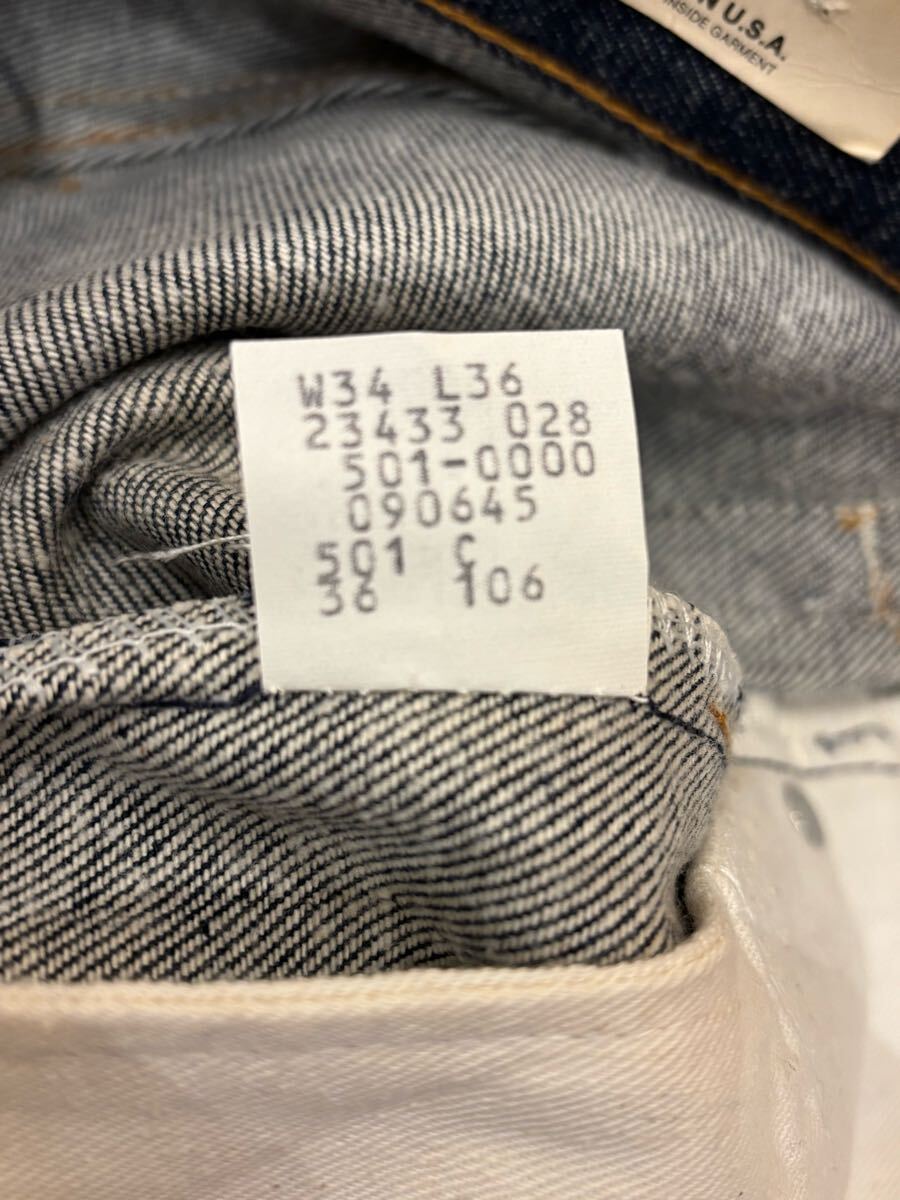 N U.S.A.
INSIDE GARMENT
W34 L36
23433 028
501-0000
090645
501 C
36 106